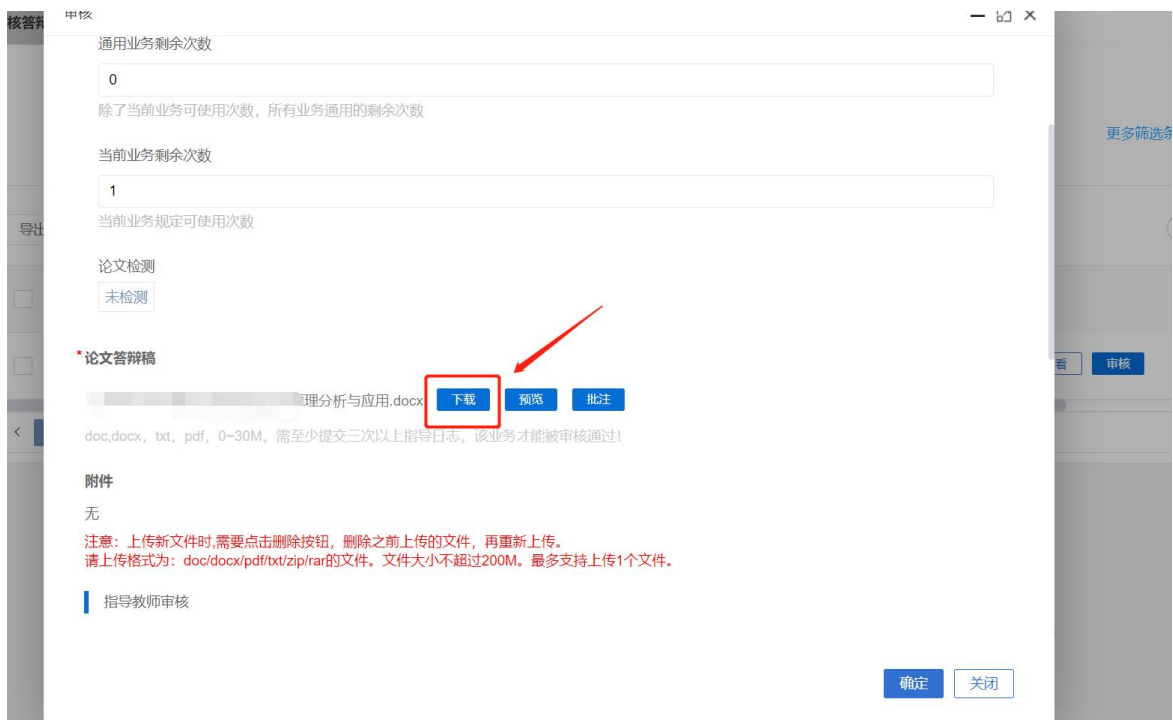 核答辩
审核
通用业务剩余次数
0
除了当前业务可使用次数，所有业务通用的剩余次数
更多筛选条
当前业务剩余次数
1
当前业务规定可使用次数
导出
论文检测
未检测
*论文答辩稿
看 审核
理分析与应用.docx 下载 预览 批注
doc,docx，txt，pdf，0~30M，需至少提交三次以上指导日志，该业务才能被审核通过！
附件
无
注意：上传新文件时,需要点击删除按钮，删除之前上传的文件，再重新上传。
请上传格式为：doc/docx/pdf/txt/zip/rar的文件。文件大小不超过200M。最多支持上传1个文件。
指导教师审核
确定 关闭